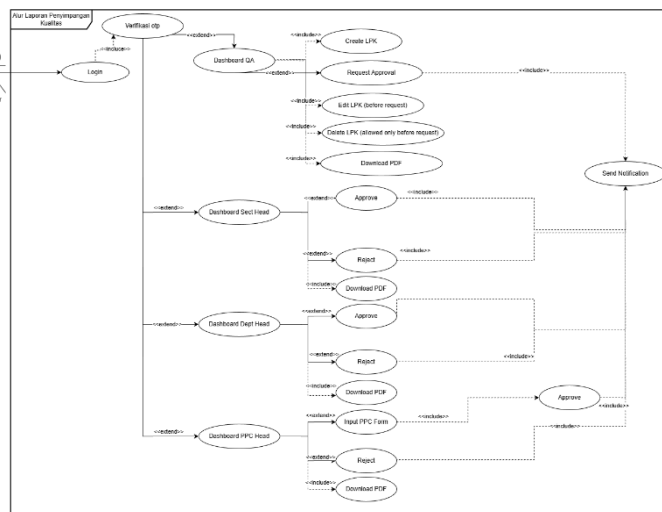 Alur Laporan Penyimpangan
Kualitas
Verifikasi otp
<<extend>>
<<include>>
Login
Dashboard QA
<<include>>
Create LPK
<<extend>>
Request Approval
<<include>>
<<include>>
Edit LPK (before request)
<<include>>
Delete LPK (allowed only before request)
<<include>>
Download PDF
Send Notification
<<extend>>
Dashboard Sect Head
<<extend>>
Approve
<<include>>
<<extend>>
Reject
<<include>>
<<include>>
Download PDF
<<extend>>
Dashboard Dept Head
<<extend>>
Approve
<<extend>>
Reject
<<include>>
<<include>>
Download PDF
<<extend>>
Dashboard PPC Head
<<extend>>
Input PPC Form
<<include>>
Approve
<<include>>
<<extend>>
Reject
<<include>>
<<include>>
Download PDF